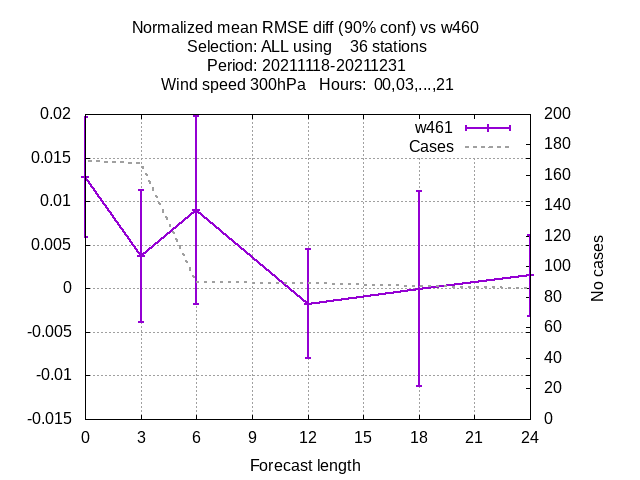 Normalized mean RMSE diff (90% conf) vs w460
Selection: ALL using    36 stations
Period: 20211118-20211231
Wind speed 300hPa   Hours:  00,03,...,21
w461
Cases
0.02
0.015
0.01
0.005
0
-0.005
-0.01
-0.015
200
180
160
140
120
100
80
60
40
20
0
No cases
0 3 6 9 12 15 18 21 24
Forecast length